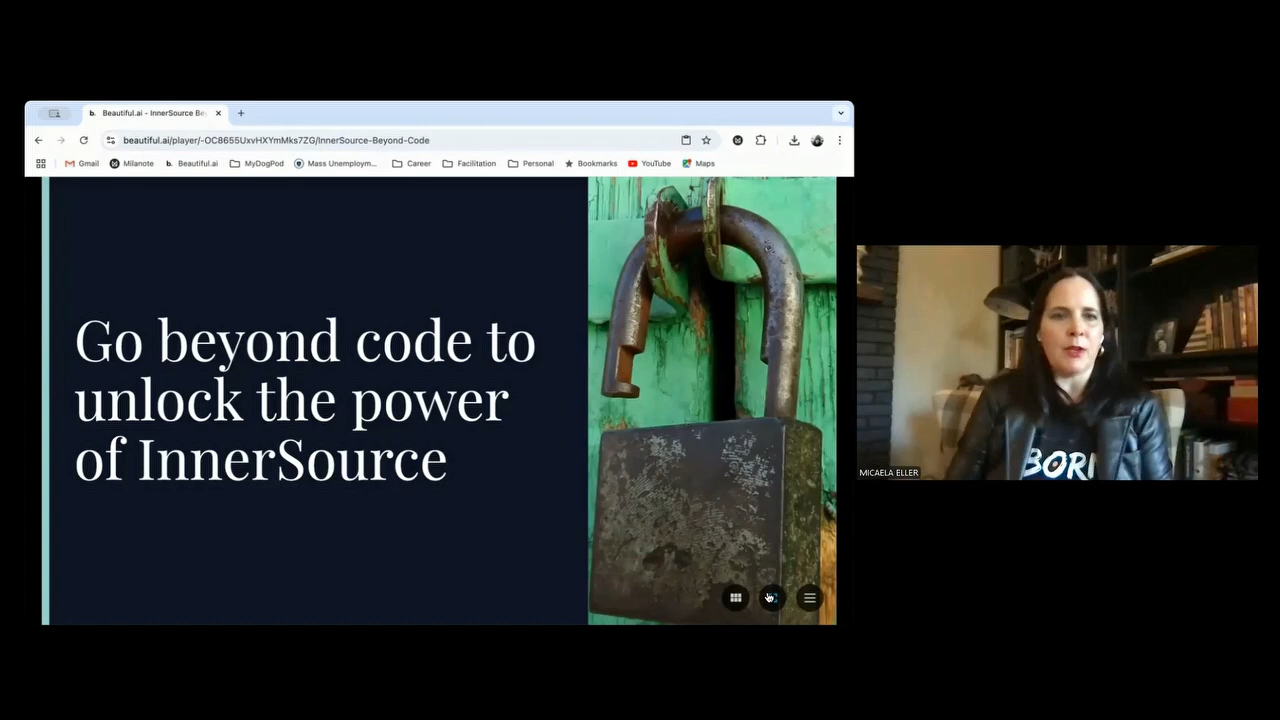 Beautiful.ai - InnerSource Be
beautiful.ai/player/-OC8655UxvHXYmMks7ZG/InnerSource-Beyond-Code
Gmail Milanote b. Beautiful.ai MyDogPod Mass Unemploym... Career Facilitation Personal Bookmarks YouTube Maps
Go beyond code to
unlock the power
of InnerSource
BOR
MICAELA ELLER